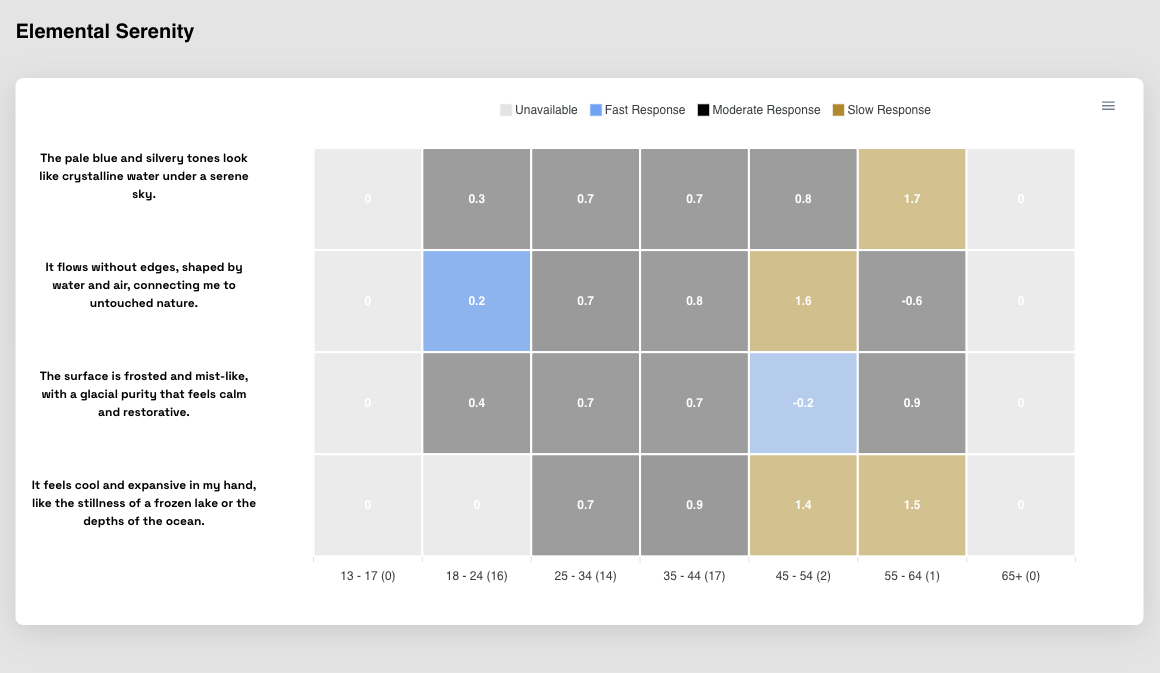 Elemental Serenity
Unavailable Fast Response Moderate Response Slow Response
The pale blue and silvery tones look
like crystalline water under a serene
sky.
0 0.3 0.7 0.7 0.8 1.7 0
It flows without edges, shaped by
water and air, connecting me to
untouched nature.
0 0.2 0.7 0.8 1.6 -0.6 0
The surface is frosted and mist-like,
with a glacial purity that feels calm
and restorative.
0 0.4 0.7 0.7 -0.2 0.9 0
It feels cool and expansive in my hand,
like the stillness of a frozen lake or the
depths of the ocean.
0 0 0.7 0.9 1.4 1.5 0
13 - 17 (0) 18 - 24 (16) 25 - 34 (14) 35 - 44 (17) 45 - 54 (2) 55 - 64 (1) 65+ (0)